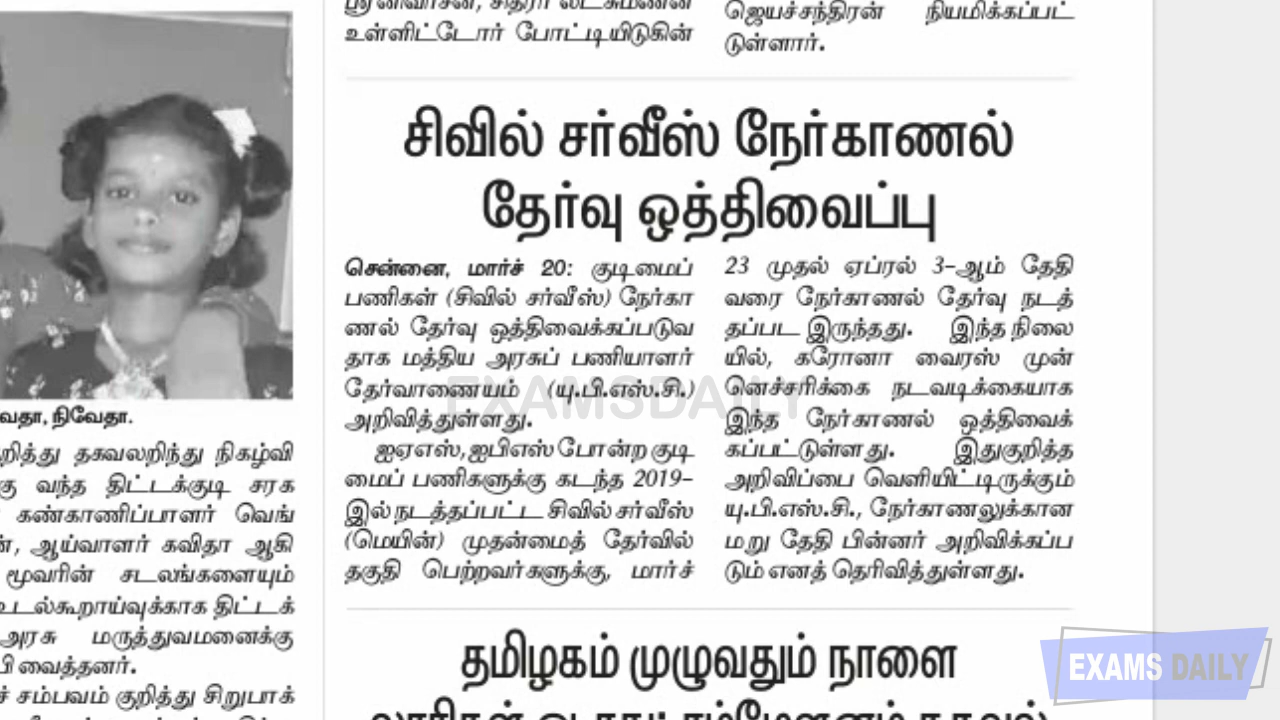 வேதா, நிவேதா.
றித்து தகவலறிந்து நிகழ்வி
கு வந்த திட்டக்குடி சரக
கண்காணிப்பாளர் வெங்
ன், ஆய்வாளர் கவிதா ஆகி
மூவரின் சடலங்களையும்
உடல்கூறாய்வுக்காக திட்டக்
அரசு மருத்துவமனைக்கு
பி வைத்தனர்.
ச் சம்பவம் குறித்து சிறுபாக்
உள்ளிட்டோர் போட்டியிடுகின்
ஜெயச்சந்திரன் நியமிக்கப்பட்
டுள்ளார்.
சிவில் சர்வீஸ் நேர்காணல்
தேர்வு ஒத்திவைப்பு
சென்னை, மார்ச் 20: குடிமைப்
பணிகள் (சிவில் சர்வீஸ்) நேர்கா
ணல் தேர்வு ஒத்திவைக்கப்படுவ
தாக மத்திய அரசுப் பணியாளர்
தேர்வாணையம் (யு.பி.எஸ்.சி.)
அறிவித்துள்ளது.
ஐஏஎஸ், ஐபிஎஸ் போன்ற குடி
மைப் பணிகளுக்கு கடந்த 2019-
இல் நடத்தப்பட்ட சிவில் சர்வீஸ்
(மெயின்) முதன்மைத் தேர்வில்
தகுதி பெற்றவர்களுக்கு, மார்ச்
23 முதல் ஏப்ரல் 3-ஆம் தேதி
வரை நேர்காணல் தேர்வு நடத்
தப்பட இருந்தது. இந்த நிலை
யில், கரோனா வைரஸ் முன்
னெச்சரிக்கை நடவடிக்கையாக
இந்த நேர்காணல் ஒத்திவைக்
கப்பட்டுள்ளது. இதுகுறித்த
அறிவிப்பை வெளியிட்டிருக்கும்
யு.பி.எஸ்.சி., நேர்காணலுக்கான
மறு தேதி பின்னர் அறிவிக்கப்ப
டும் எனத் தெரிவித்துள்ளது.
EXAMSDAILY
தமிழகம் முழுவதும் நாளை
EXAMS DAILY